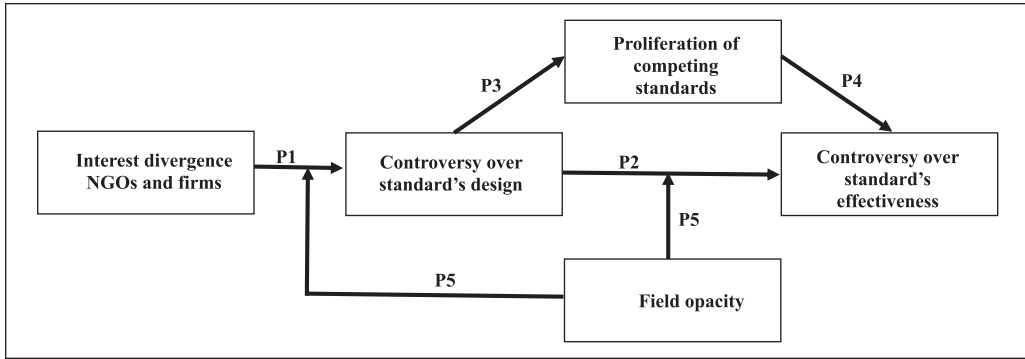 Proliferation of
competing
standards
P3
P4
Interest divergence
NGOs and firms
P1
Controversy over
standard's design
P2
Controversy over
standard's
effectiveness
P5
P5
Field opacity